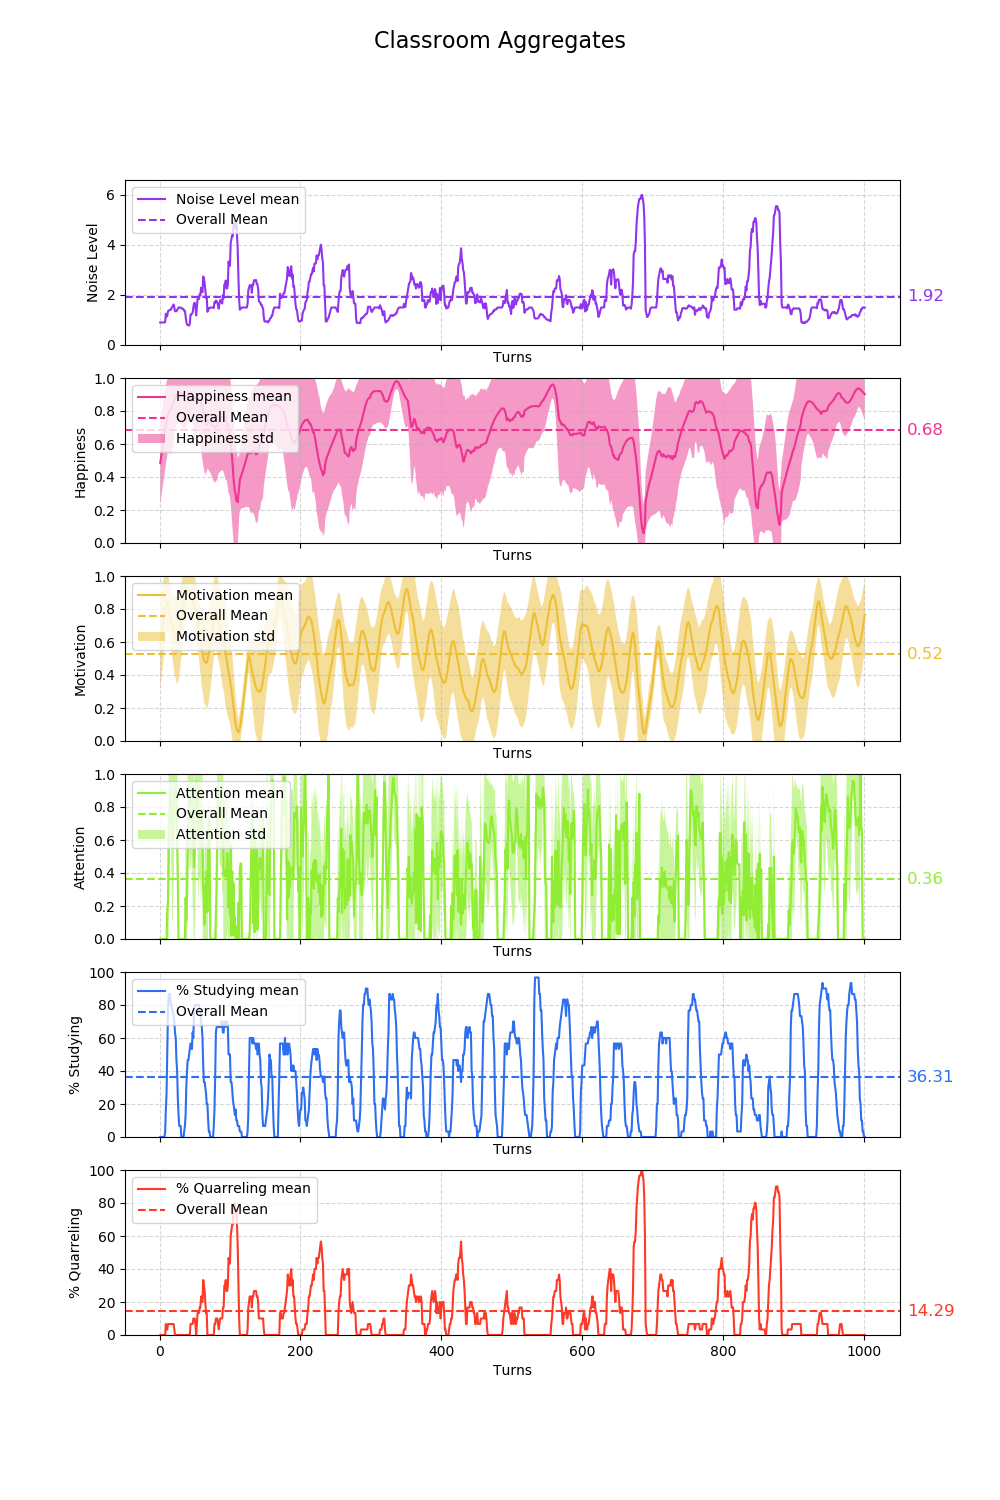 Classroom Aggregates
Noise Level
6
4
2
0
Noise Level mean
Overall Mean
1.92
Turns
Happiness
1.0
0.8
0.6
0.4
0.2
0.0
Happiness mean
Overall Mean
Happiness std
0.68
Turns
Motivation
1.0
0.8
0.6
0.4
0.2
0.0
Motivation mean
Overall Mean
Motivation std
0.52
Turns
Attention
1.0
0.8
0.6
0.4
0.2
0.0
Attention mean
Overall Mean
Attention std
0.36
Turns
% Studying
100
80
60
40
20
0
% Studying mean
Overall Mean
36.31
Turns
% Quarreling
100
80
60
40
20
0
% Quarreling mean
Overall Mean
14.29
0 200 400 600 800 1000
Turns